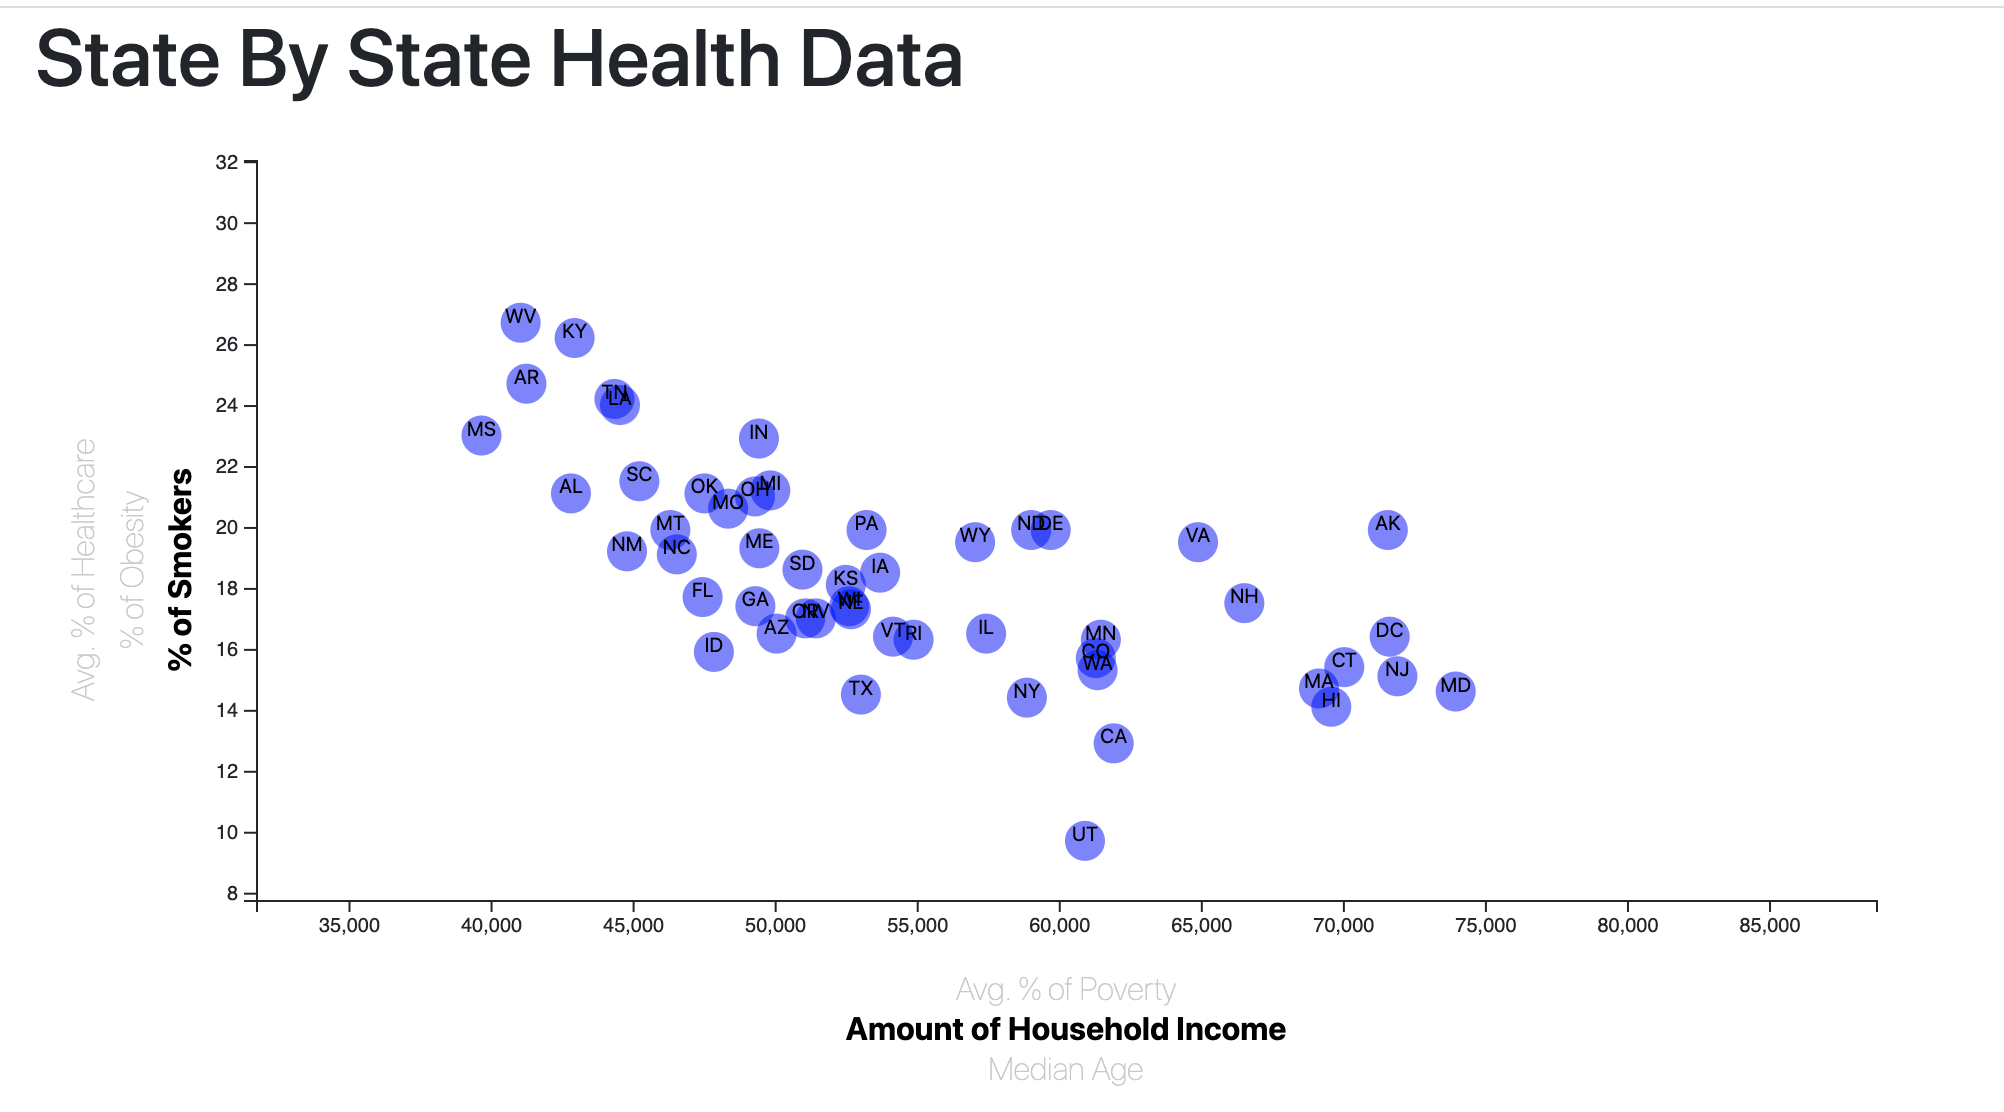 State By State Health Data
32
30
28
26
24
22
20
18
16
14
12
10
8
Avg. % of Healthcare
% of Obesity
% of Smokers
WV
KY
AR
TN
LA
MS
IN
AL
SC
OK
MO
OH
MI
MT
NM
NC
ME
PA
WY
ND
DE
VA
AK
SD
KS
IA
FL
GA
OR
NV
NE
AZ
ID
VT
RI
IL
NH
MN
CO
WA
DC
CT
NJ
MA
HI
MD
TX
NY
CA
UT
35,000
40,000
45,000
50,000
55,000
60,000
65,000
70,000
75,000
80,000
85,000
Avg. % of Poverty
Amount of Household Income
Median Age